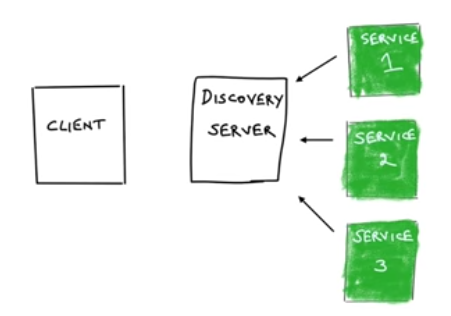 CLIENT
DISCOVERY
SERVER
SERVICE
1
SERVICE
2
SERVICE
3